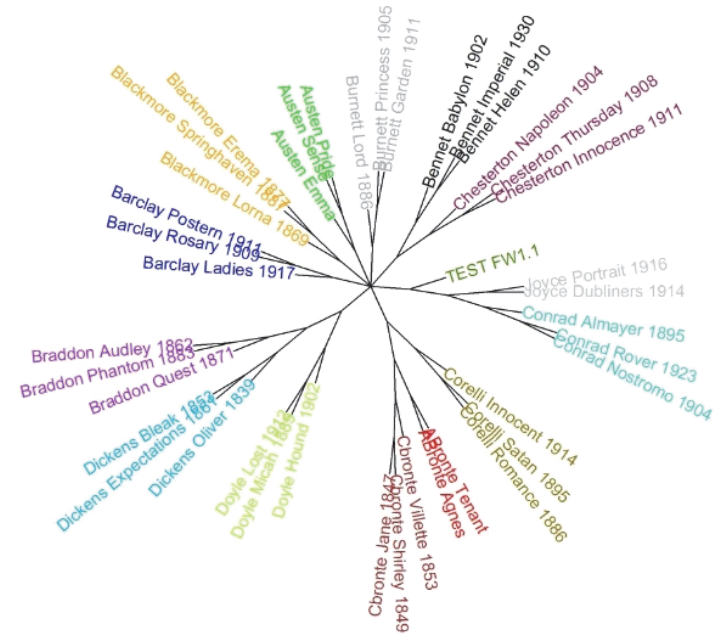 Burnett Lord 1886
Burnett Princess 1905
Burnett Garden 1911
Bennet Babylon 1902
Bennet Imperial 1930
Bennet Helen 1910
Chesterton Napoleon 1904
Chesterton Thursday 1908
Chesterton Innocence 1911
TEST FW1.1
Joyce Portrait 1916
Joyce Dubliners 1914
Conrad Almayer 1895
Conrad Rover 1923
Conrad Nostromo 1904
Corelli Innocent 1914
Corelli Satan 1895
Corelli Romance 1886
ABronte Tenant
ABronte Agnes
Cbronte Villette 1853
Cbronte Shirley 1849
Cbronte Jane 1847
Doyle Hound 1902
Doyle Micah 1889
Doyle Lost 1912
Dickens Oliver 1839
Dickens Expectations 1861
Dickens Bleak 1853
Braddon Quest 1871
Braddon Phantom 1883
Braddon Audley 1862
Barclay Ladies 1917
Barclay Rosary 1909
Barclay Postern 1911
Blackmore Lorna 1869
Blackmore Springhaven 1887
Blackmore Erema 1877
Austen Emma
Austen Sense
Austen Pride